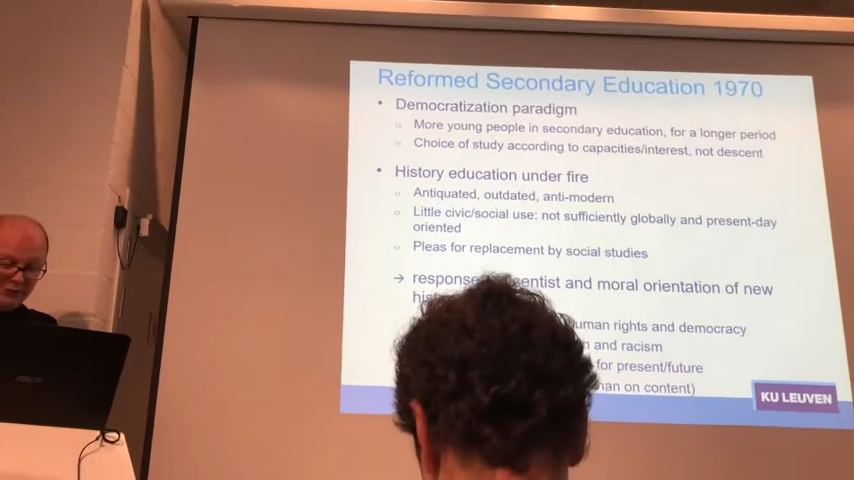 Reformed Secondary Education 1970
• Democratization paradigm
○ More young people in secondary education, for a longer period
○ Choice of study according to capacities/interest, not descent
• History education under fire
○ Antiquated, outdated, anti-modern
○ Little civic/social use: not sufficiently globally and present-day
oriented
○ Pleas for replacement by social studies
→ response entist and moral orientation of new
uman rights and democracy
n and racism
for present/future
an on content)
KU LEUVEN